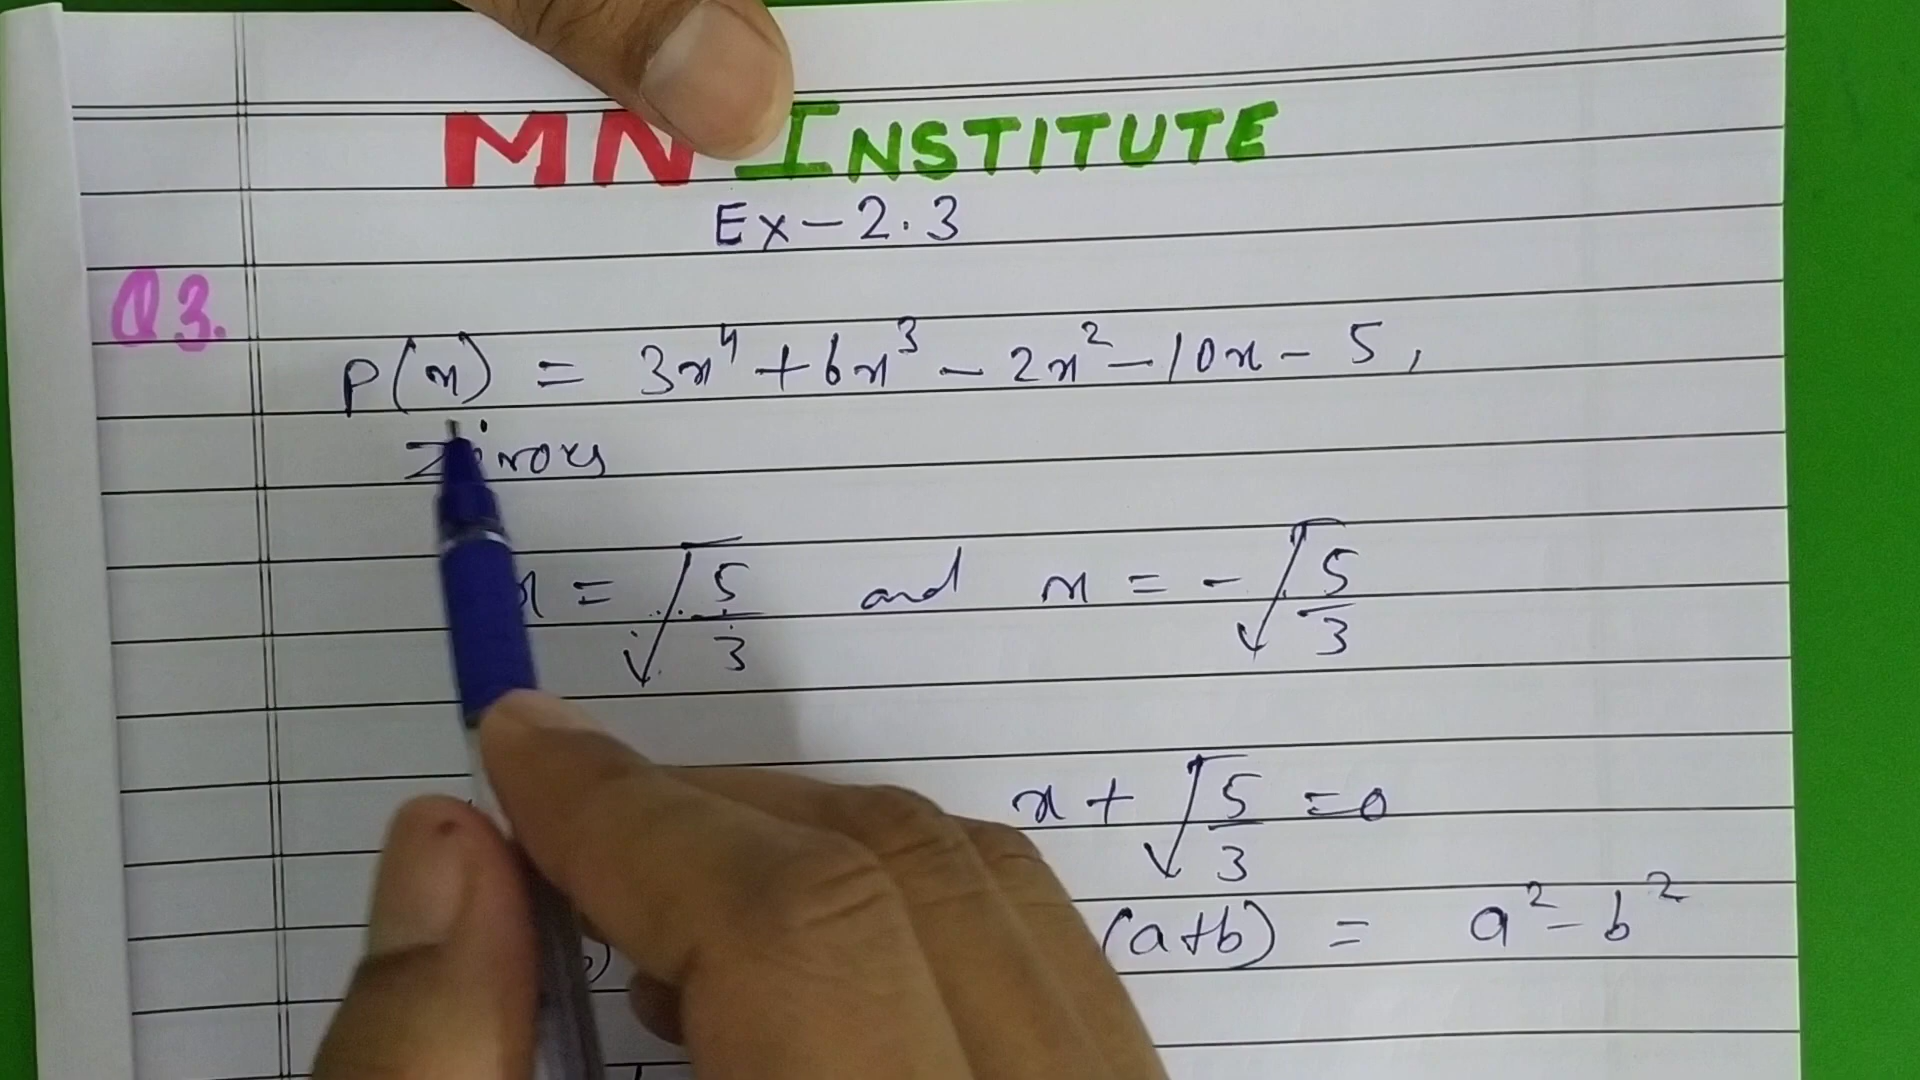 MN INSTITUTE
Ex-2.3
Q3.
P(x) = 3x⁴ + 6x³ - 2x² - 10x - 5,
x = √5/3 and x = -√5/3
x + √5/3 = 0
(a+b) = a² - b²